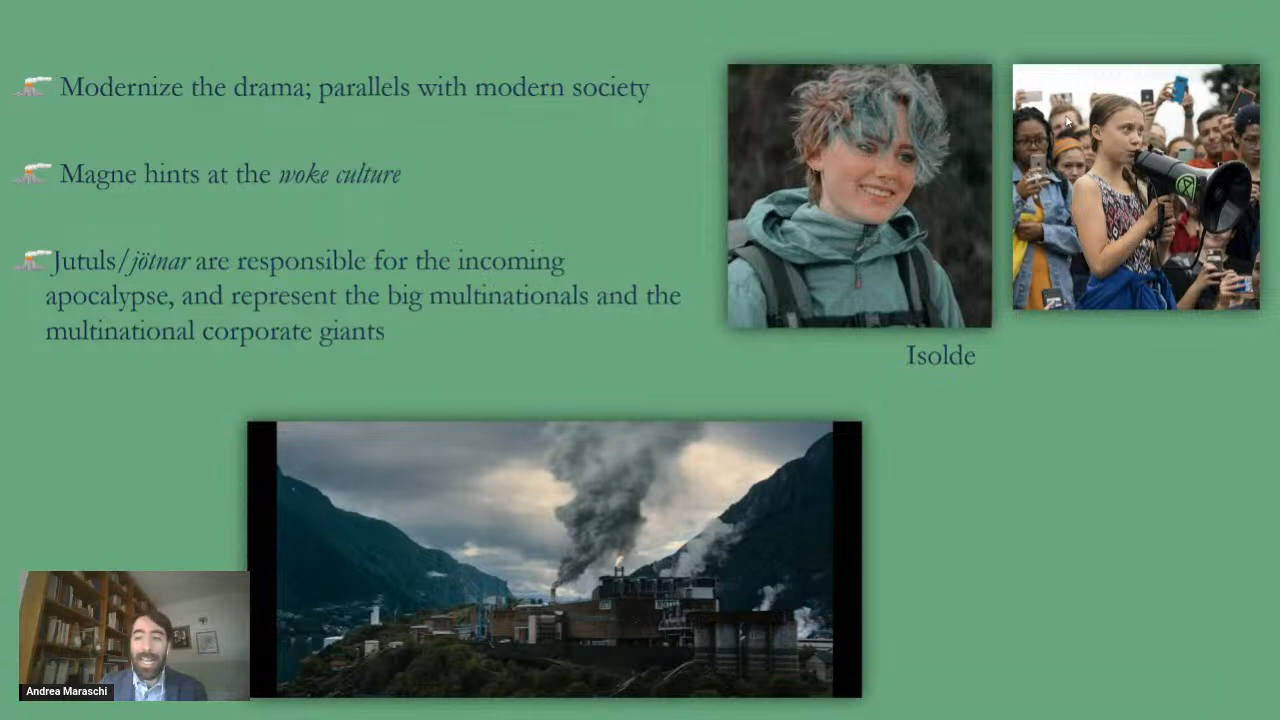 Modernize the drama; parallels with modern society
Magne hints at the woke culture
Jutuls/jötnar are responsible for the incoming
apocalypse, and represent the big multinationals and the
multinational corporate giants
Isolde
Andrea Maraschi